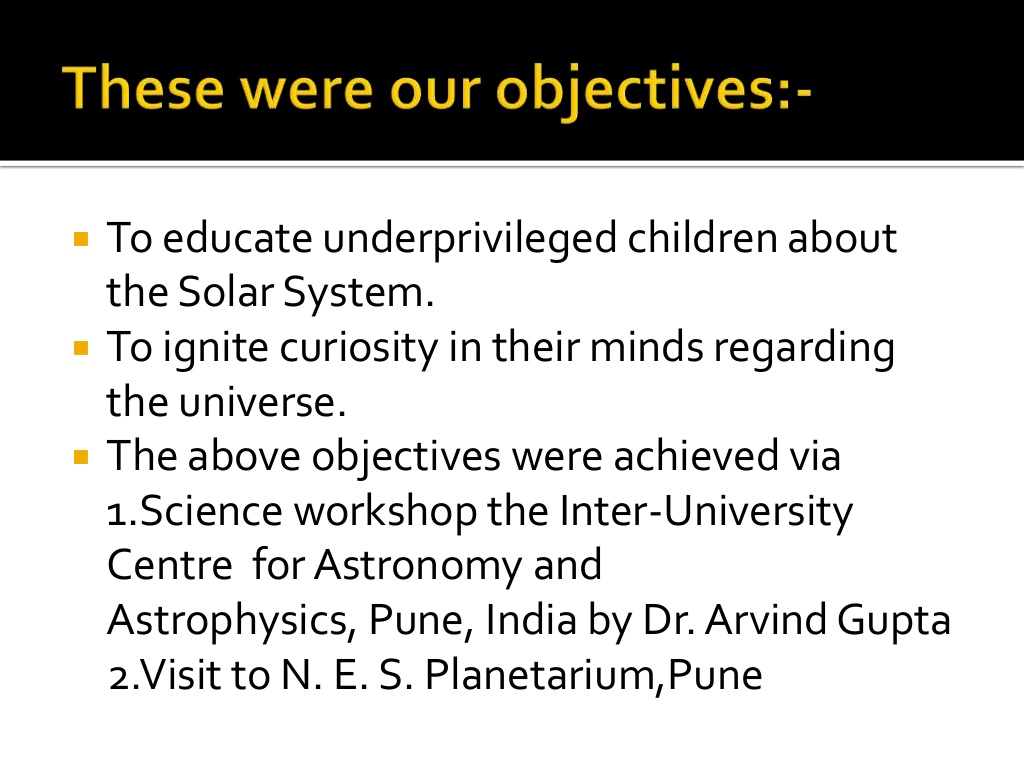 These were our objectives:-
To educate underprivileged children about
the Solar System.
To ignite curiosity in their minds regarding
the universe.
The above objectives were achieved via
1.Science workshop the Inter-University
Centre  for Astronomy and
Astrophysics, Pune, India by Dr. Arvind Gupta
2.Visit to N. E. S. Planetarium,Pune